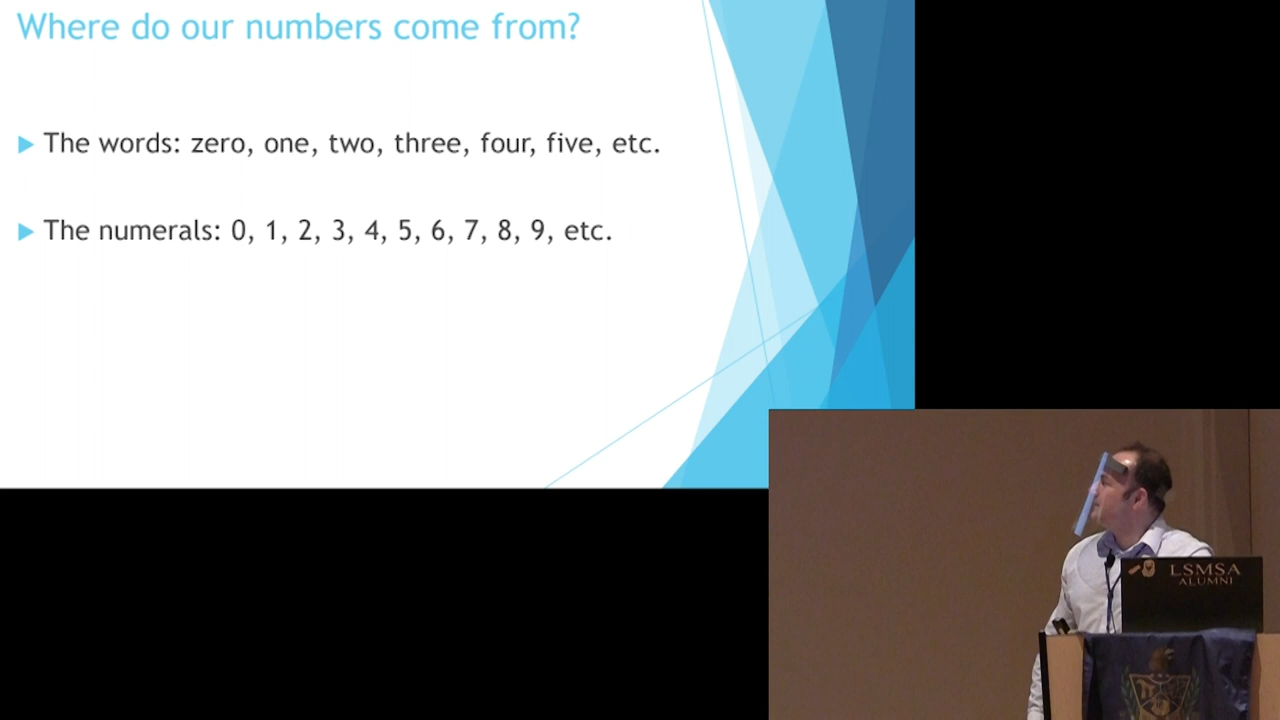 Where do our numbers come from?
The words: zero, one, two, three, four, five, etc.
The numerals: 0, 1, 2, 3, 4, 5, 6, 7, 8, 9, etc.
LSMSA
ALUMNI